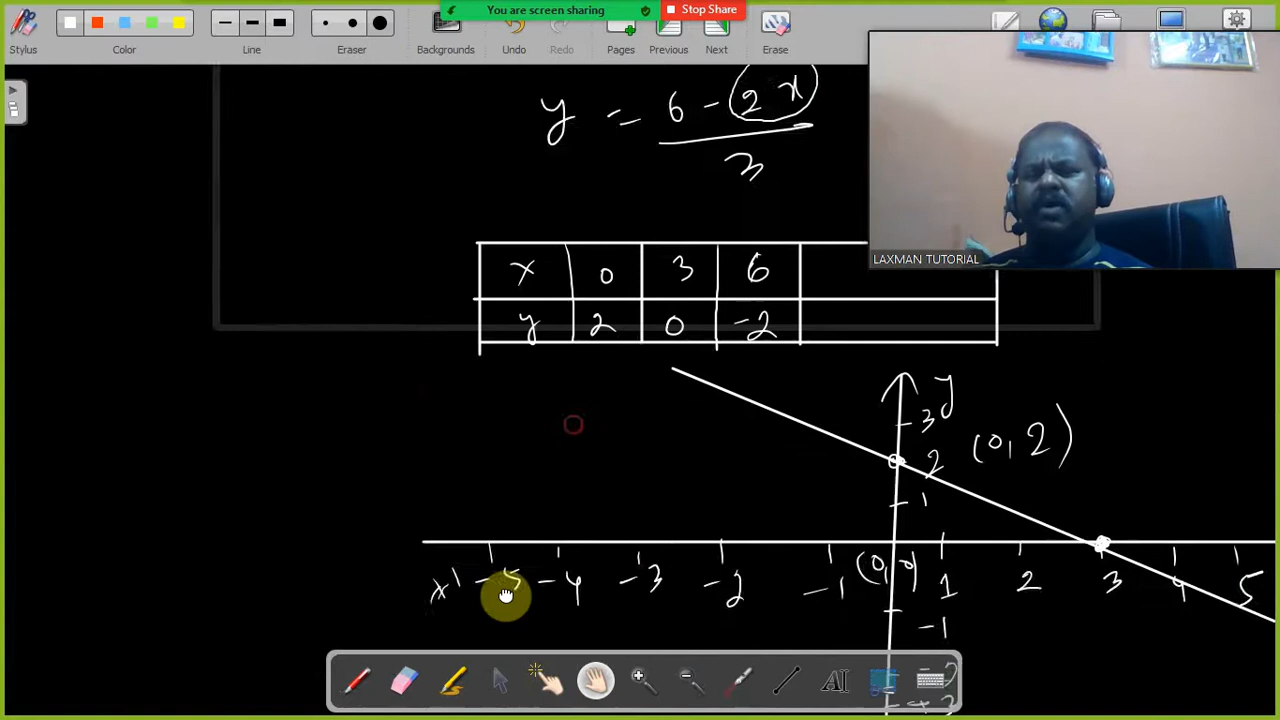 You are screen sharing Stop Share
Stylus Color Line Eraser Backgrounds Undo Redo Pages Previous Next Erase
y = 6 - 2x
3
LAXMAN TUTORIAL
x 0 3 6
y 2 0 -2
y
3
2 (0, 2)
1
x' -5 -4 -3 -2 -1 (0, 0) 1 2 3 4 5
-1